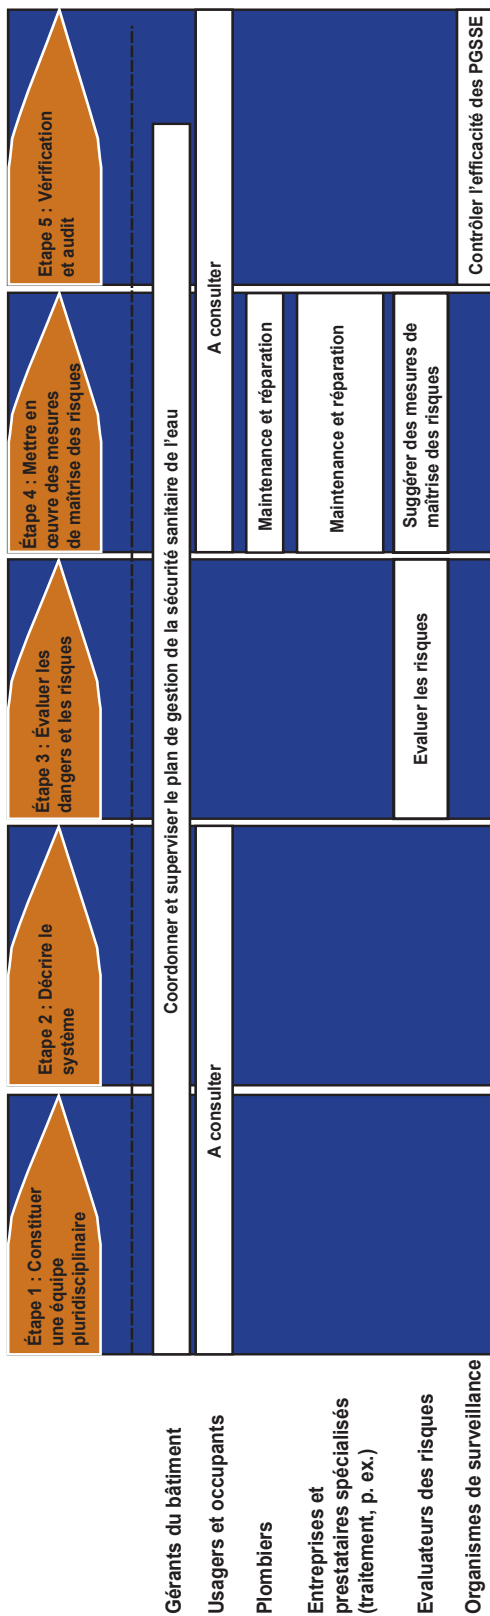 Étape 1 : Constituer
une équipe
pluridisciplinaire
Etape 2 : Décrire le
système
Étape 3 : Évaluer les
dangers et les risques
Étape 4 : Mettre en
œuvre des mesures
de maîtrise des risques
Etape 5 : Vérification
et audit
Gérants du bâtiment
Coordonner et superviser le plan de gestion de la sécurité sanitaire de l'eau
Usagers et occupants
A consulter
A consulter
Plombiers
Maintenance et réparation
Entreprises et
prestataires spécialisés
(traitement, p. ex.)
Maintenance et réparation
Evaluateurs des risques
Evaluer les risques
Suggérer des mesures de
maîtrise des risques
Organismes de surveillance
Contrôler l'efficacité des PGSSE